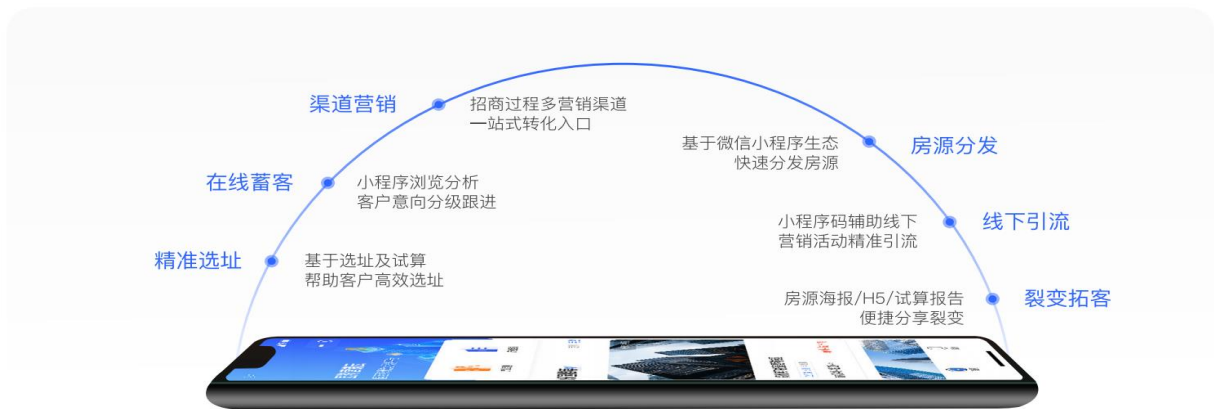 渠道营销
招商过程多营销渠道
一站式转化入口
在线蓄客
小程序浏览分析
客户意向分级跟进
精准选址
基于选址及试算
帮助客户高效选址
基于微信小程序生态
快速分发房源
房源分发
小程序码辅助线下
营销活动精准引流
线下引流
房源海报/H5/试算报告
便捷分享裂变
裂变拓客